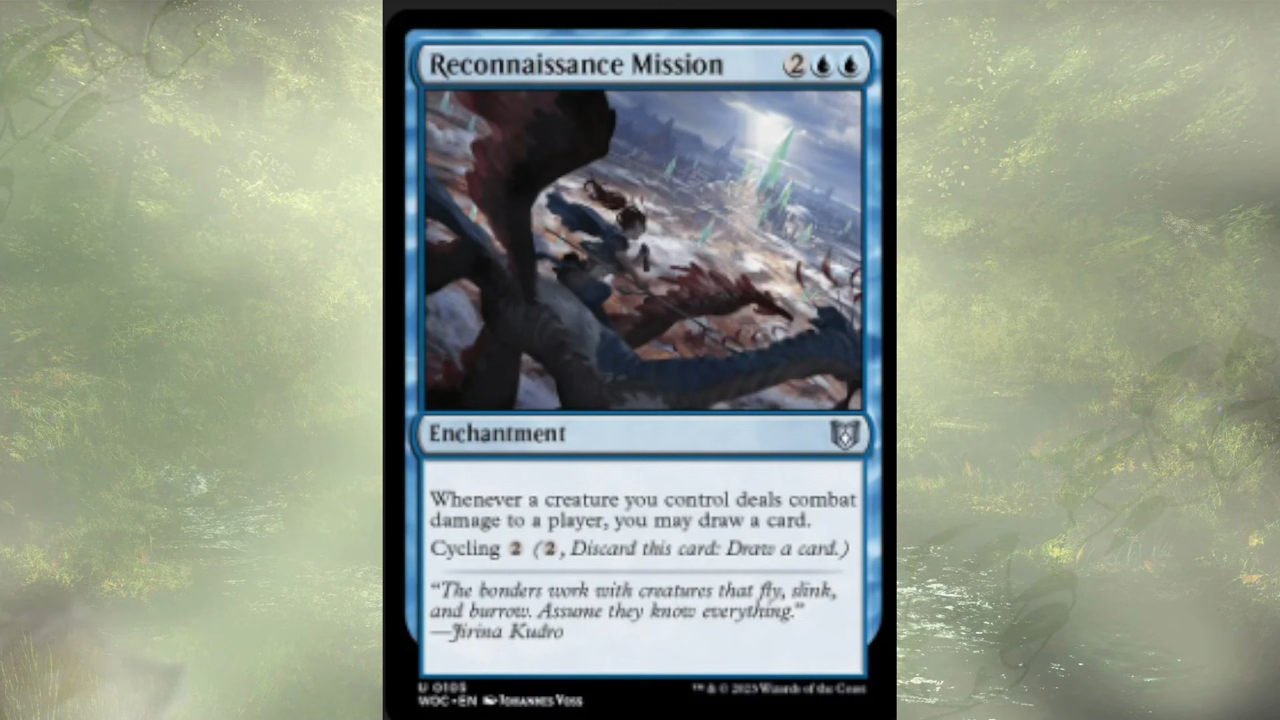 Reconnaissance Mission 2
Enchantment
Whenever a creature you control deals combat
damage to a player, you may draw a card.
Cycling 2 (2, Discard this card: Draw a card.)
“The bonders work with creatures that fly, slink,
and burrow. Assume they know everything.”
—Jirina Kudro
U 0105
WOC • EN Johannes Voss
™ & © 2023 Wizards of the Coast